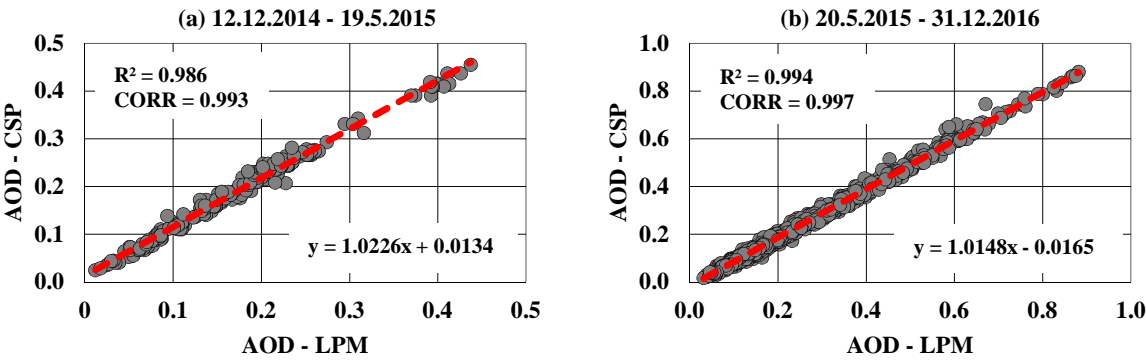 (a) 12.12.2014 - 19.5.2015
0.5
0.4
0.3
0.2
0.1
0.0
AOD - CSP
R² = 0.986
CORR = 0.993
y = 1.0226x + 0.0134
0
0.1
0.2
0.3
0.4
0.5
AOD - LPM
(b) 20.5.2015 - 31.12.2016
1.0
0.8
0.6
0.4
0.2
0.0
AOD - CSP
R² = 0.994
CORR = 0.997
y = 1.0148x - 0.0165
0.0
0.2
0.4
0.6
0.8
1.0
AOD - LPM